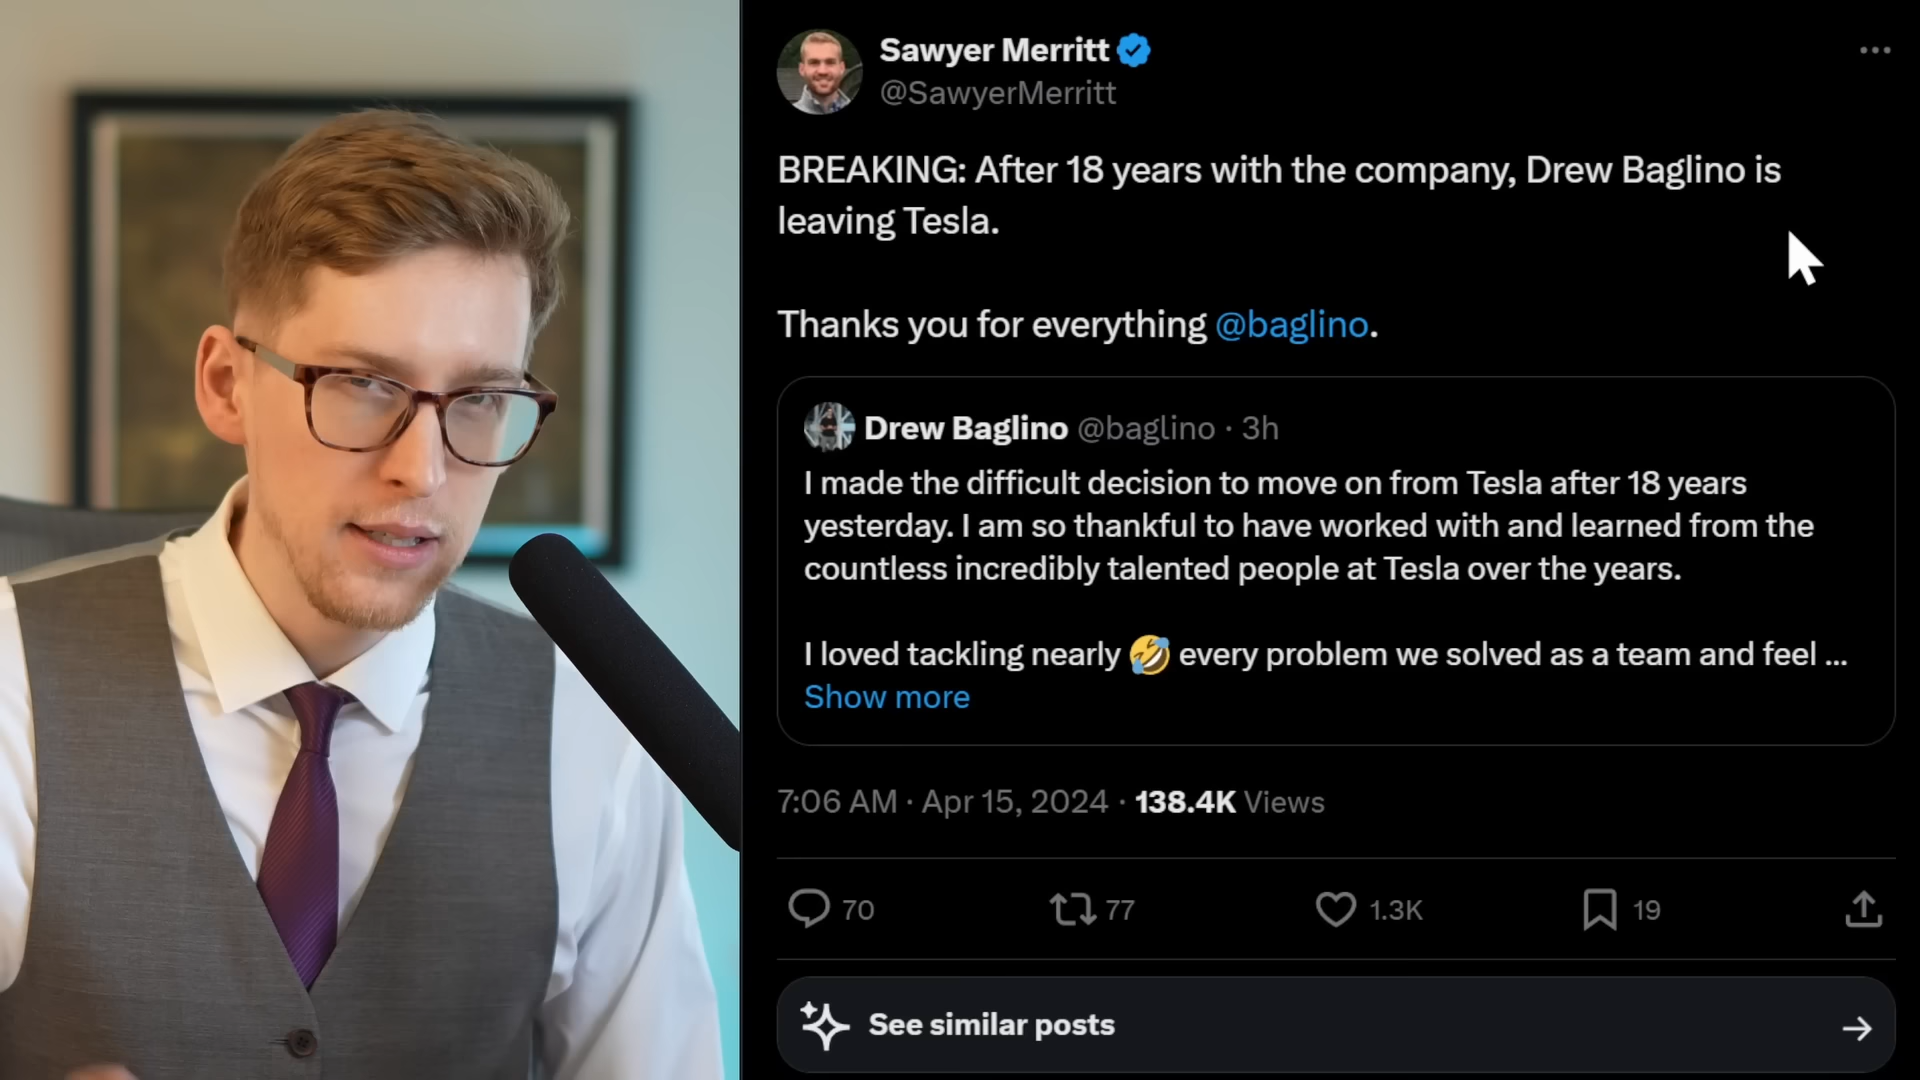 Sawyer Merritt
@SawyerMerritt
BREAKING: After 18 years with the company, Drew Baglino is
leaving Tesla.
Thanks you for everything @baglino.
Drew Baglino @baglino · 3h
I made the difficult decision to move on from Tesla after 18 years
yesterday. I am so thankful to have worked with and learned from the
countless incredibly talented people at Tesla over the years.
I loved tackling nearly 🤣 every problem we solved as a team and feel ...
Show more
7:06 AM · Apr 15, 2024 · 138.4K Views
70 77 1.3K 19
See similar posts